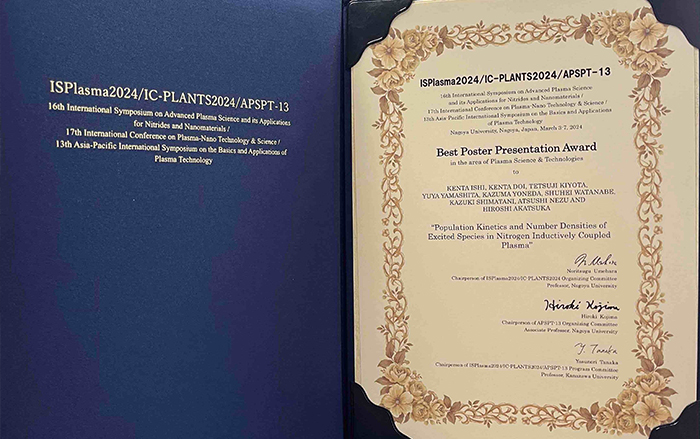 ISPlasma2024/IC-PLANTS2024/APSPT-13
16th International Symposium on Advanced Plasma Science and its Applications
for Nitrides and Nanomaterials /
17th International Conference on Plasma-Nano Technology & Science /
13th Asia-Pacific International Symposium on the Basics and Applications of
Plasma Technology
ISPlasma2024/IC-PLANTS2024/APSPT-13
16th International Symposium on Advanced Plasma Science
and its Applications for Nitrides and Nanomaterials /
17th International Conference on Plasma-Nano Technology & Science /
13th Asia-Pacific International Symposium on the Basics and Applications
of Plasma Technology
Nagoya University, Nagoya, Japan, March 3-7, 2024
Best Poster Presentation Award
in the area of Plasma Science & Technologies
to
KENTA ISHI, KENTA DOI, TETSUJI KIYOTA,
YUYA YAMASHITA, KAZUMA YONEDA, SHUHEI WATANABE,
KAZUKI SHIMATANI, ATSUSHI NEZU and
HIROSHI AKATSUKA
"Population Kinetics and Number Densities of
Excited Species in Nitrogen Inductively Coupled
Plasma"
Noritsugu Umehara
Chairperson of ISPlasma2024/IC-PLANTS2024 Organizing Committee
Professor, Nagoya University
Hiroki Kojima
Hiroki Kojima
Chairperson of APSPT-13 Organizing Committee
Associate Professor, Nagoya University
Y. Tanaka
Yasunori Tanaka
Chairperson of ISPlasma2024/IC-PLANTS2024/APSPT-13 Program Committee
Professor, Kanazawa University